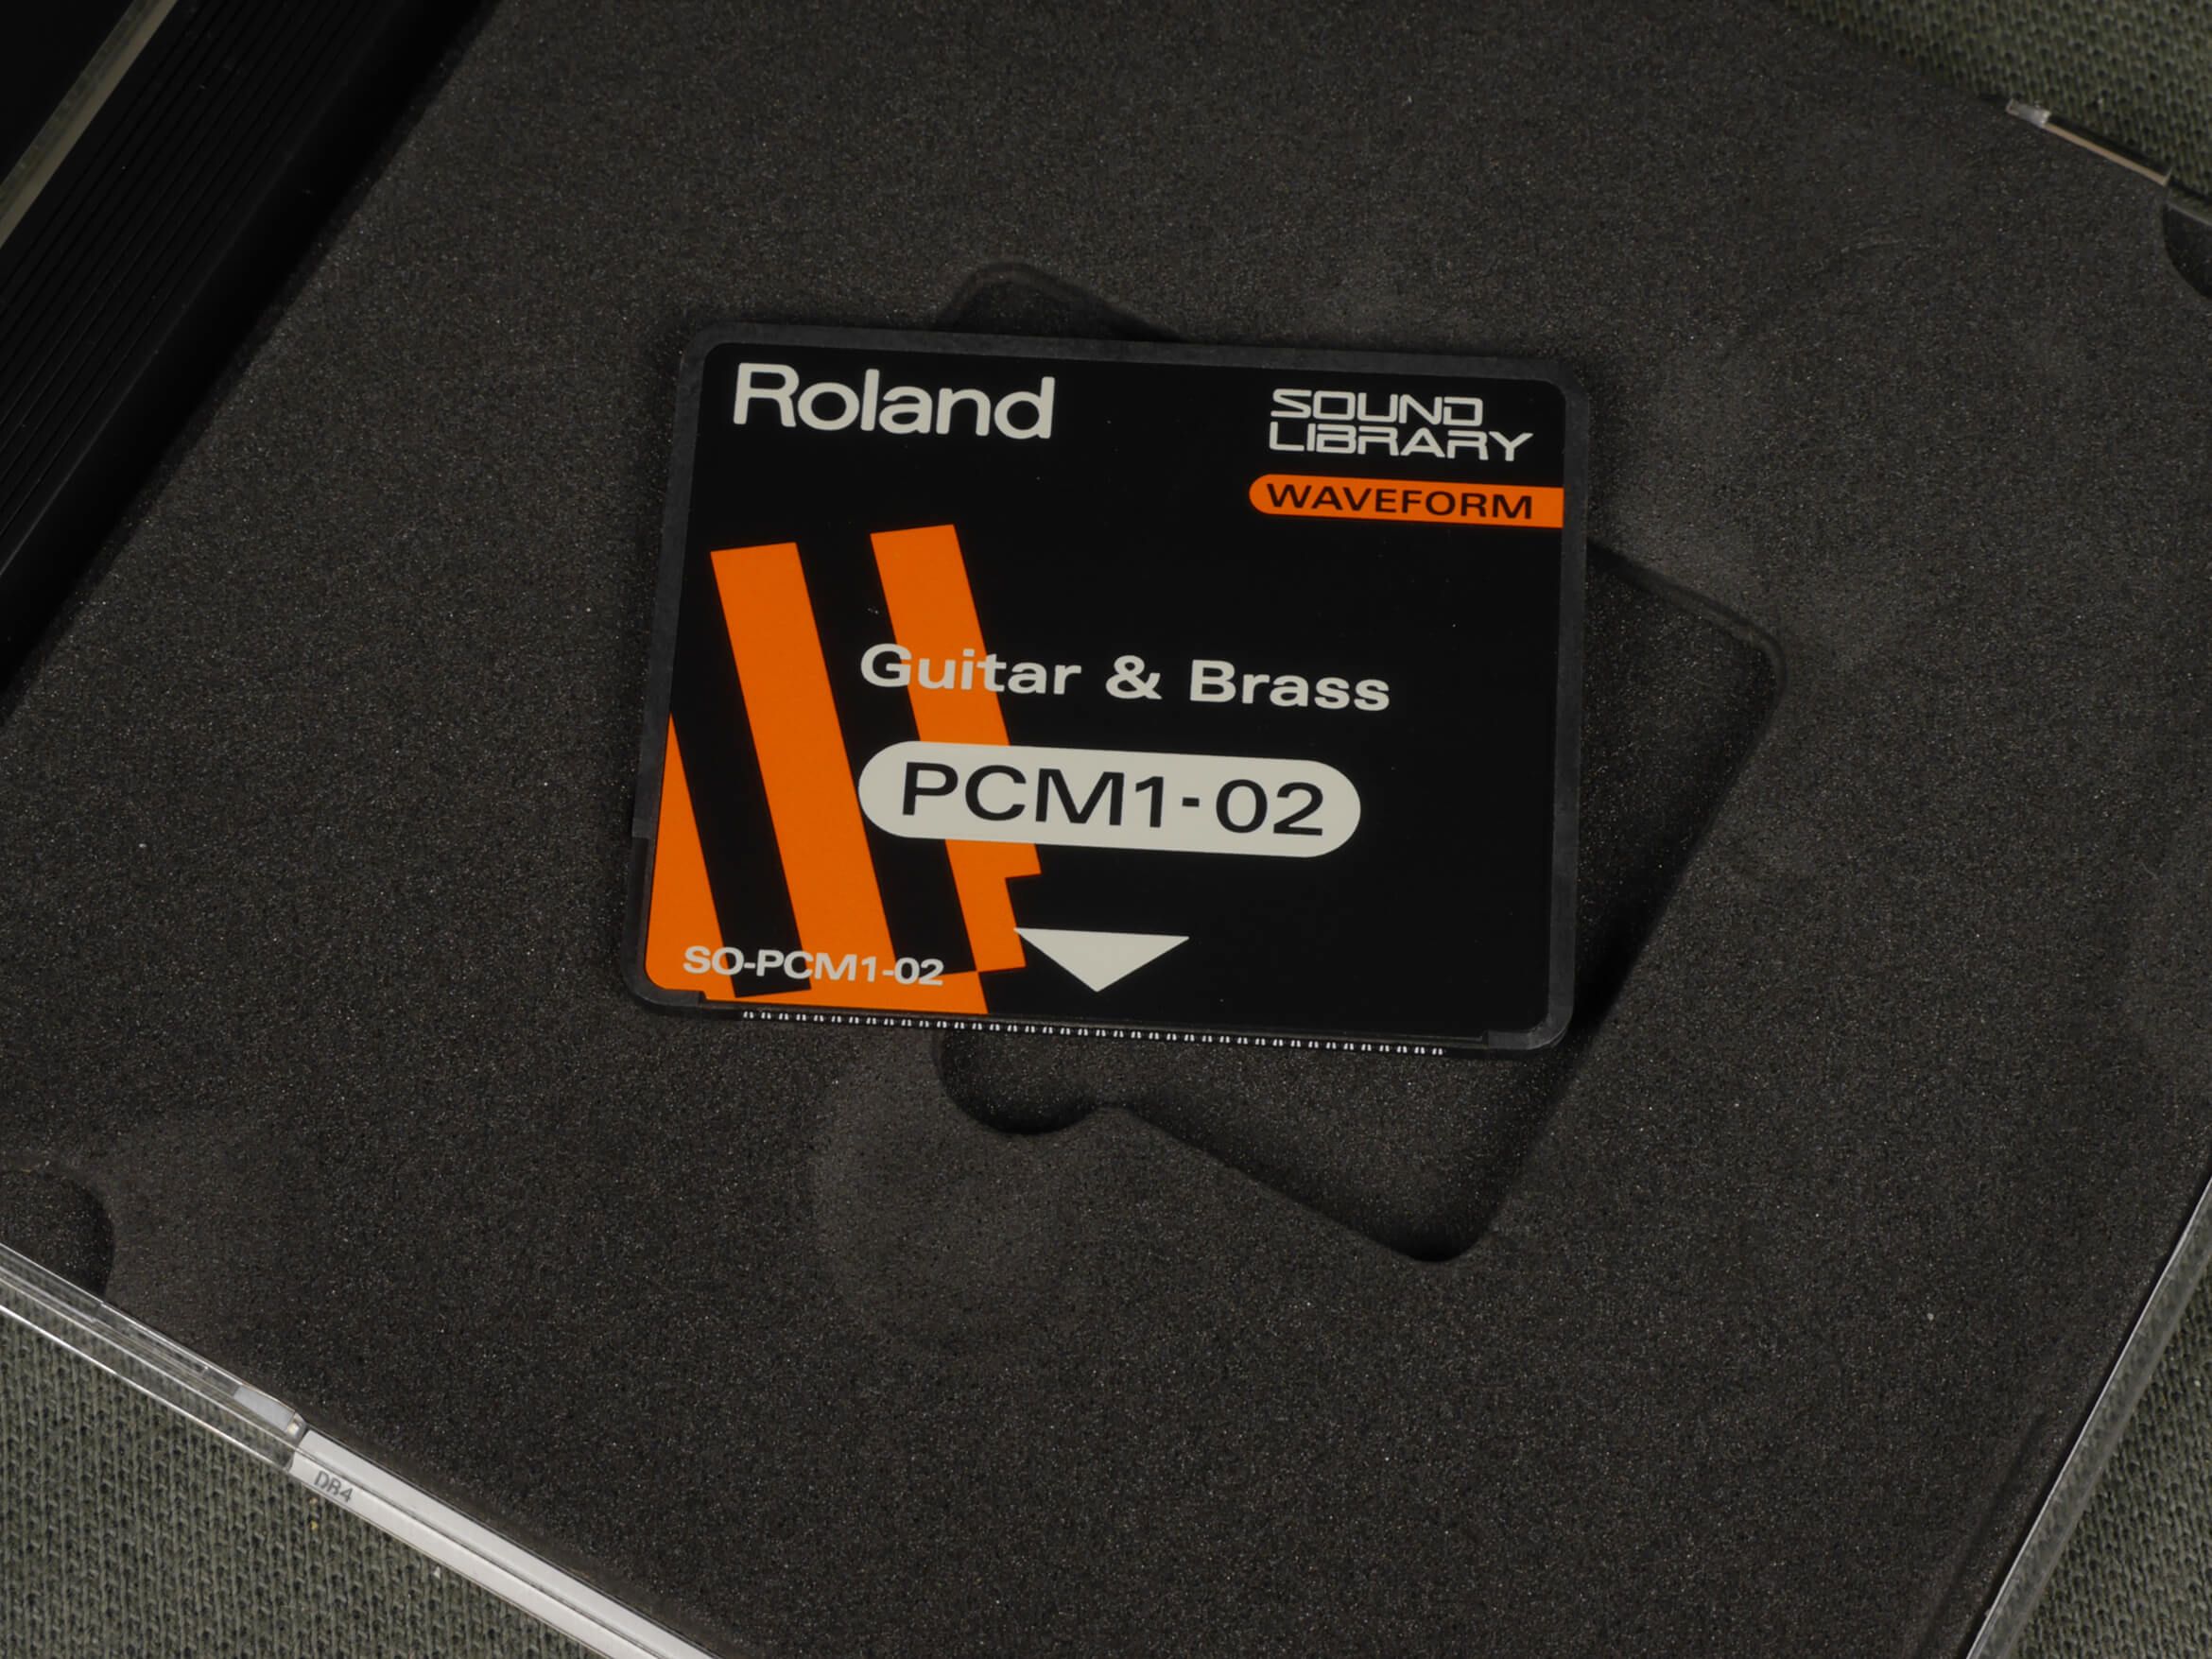 Roland
SOUND
LIBRARY
WAVEFORM
Guitar & Brass
PCM1-02
SO-PCM1-02
DB4